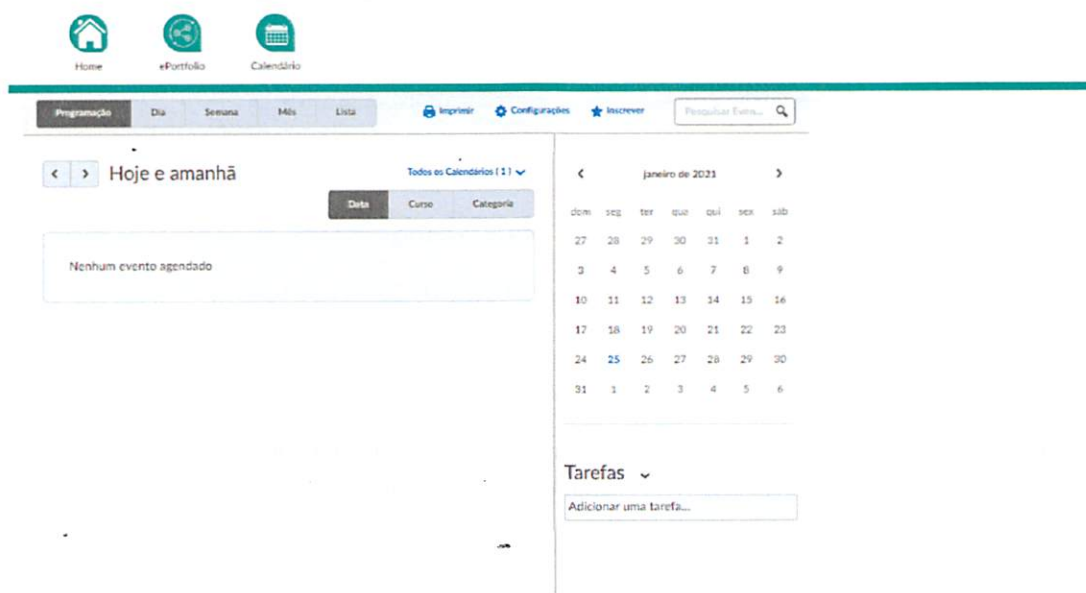 Home ePortfolio Calendário
Programação Dia Semana Mês Lista Imprimir Configurações Inscrever Pesquisar Event...
Hoje e amanhã Todos os Calendários ( 1 )
Data Curso Categoria
Nenhum evento agendado
janeiro de 2021
dom seg ter qua qui sex sáb
27 28 29 30 31 1 2
3 4 5 6 7 8 9
10 11 12 13 14 15 16
17 18 19 20 21 22 23
24 25 26 27 28 29 30
31 1 2 3 4 5 6
Tarefas
Adicionar uma tarefa...